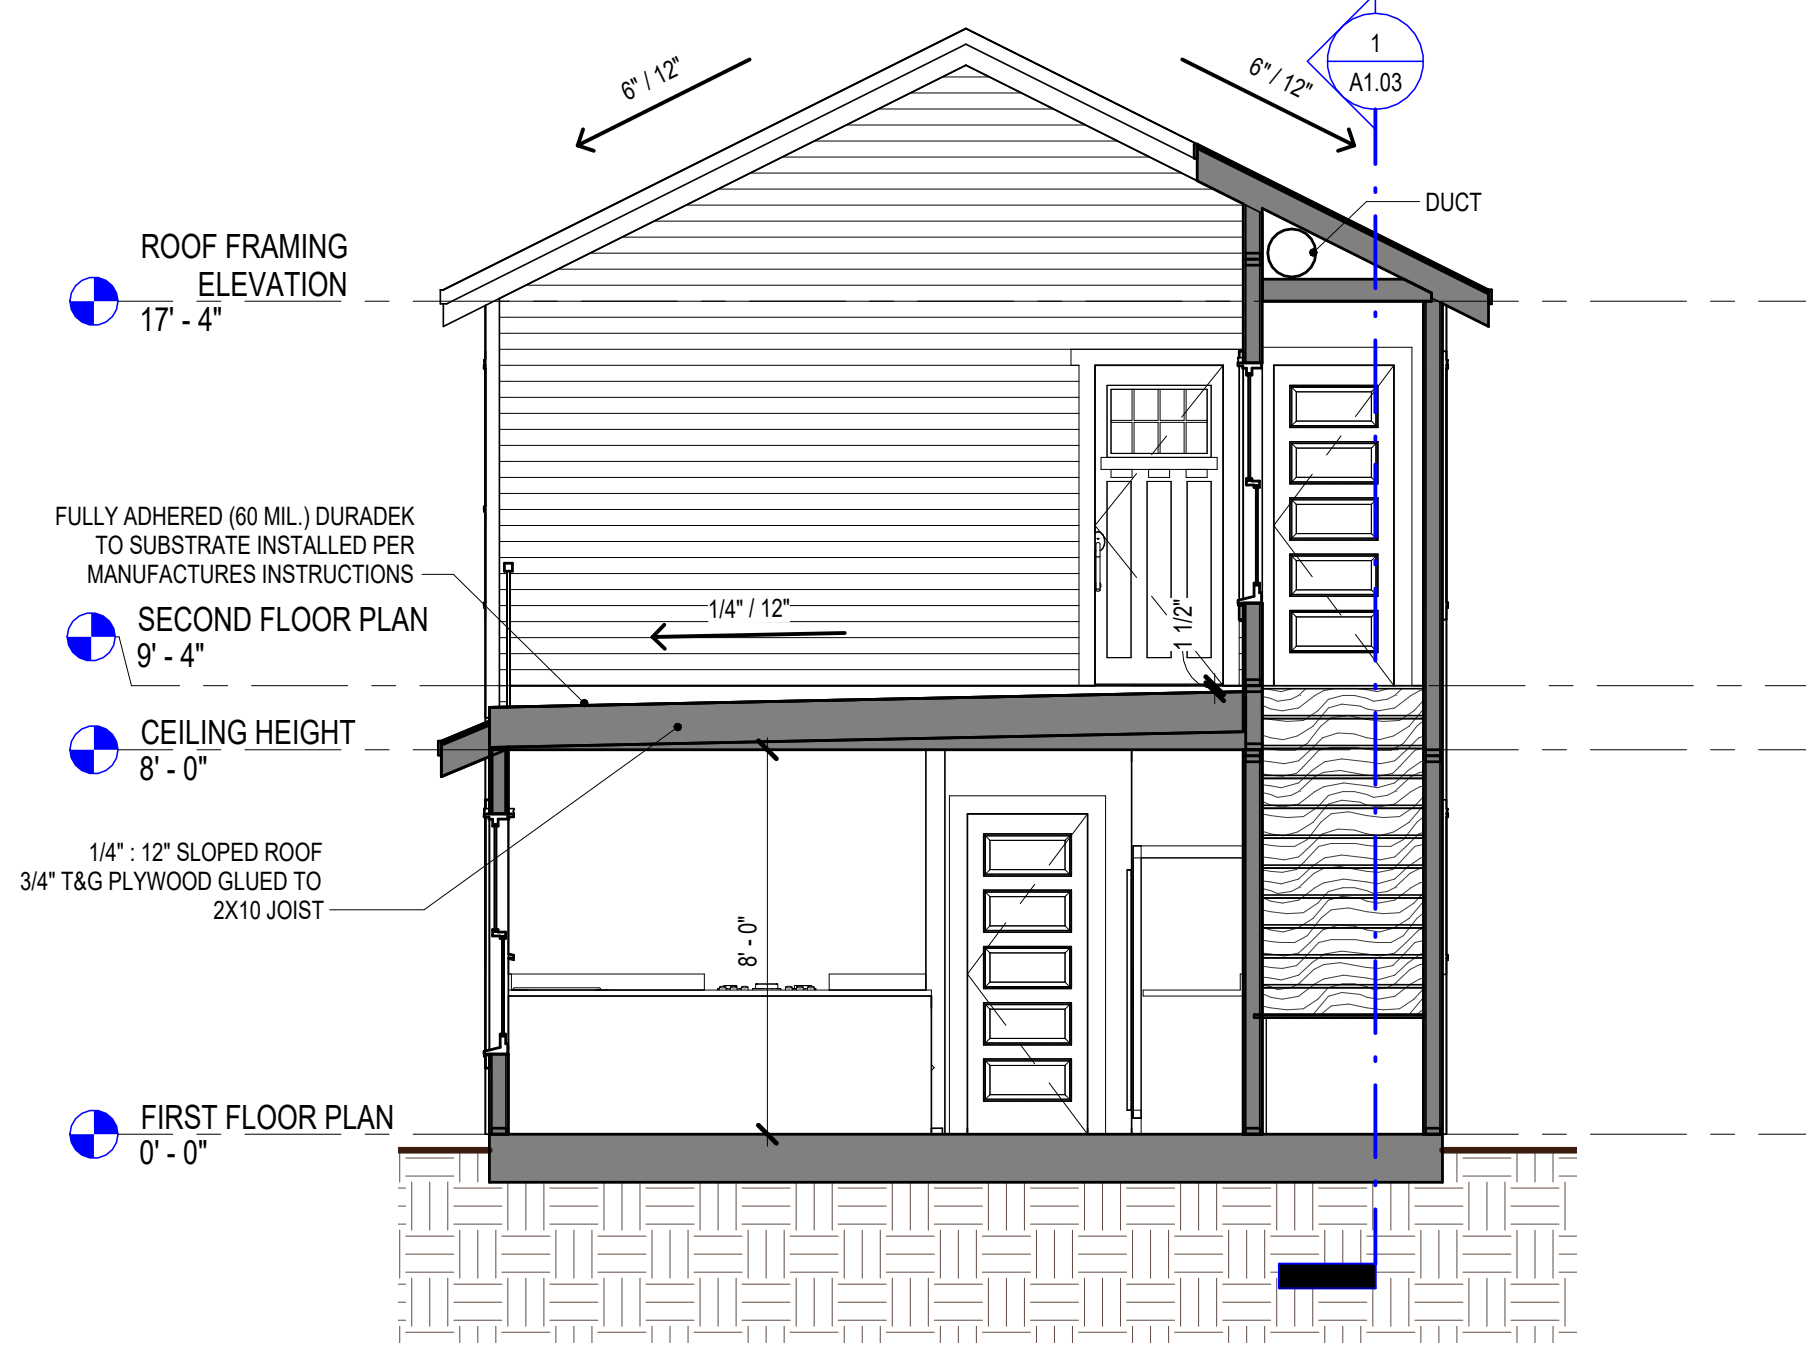 6" / 12"
6" / 12"
1
A1.03
DUCT
ROOF FRAMING
ELEVATION
17' - 4"
FULLY ADHERED (60 MIL.) DURADEK
TO SUBSTRATE INSTALLED PER
MANUFACTURES INSTRUCTIONS
SECOND FLOOR PLAN
9' - 4"
1/4" / 12"
1 1/2"
CEILING HEIGHT
8' - 0"
1/4" : 12" SLOPED ROOF
3/4" T&G PLYWOOD GLUED TO
2X10 JOIST
8' - 0"
FIRST FLOOR PLAN
0' - 0"